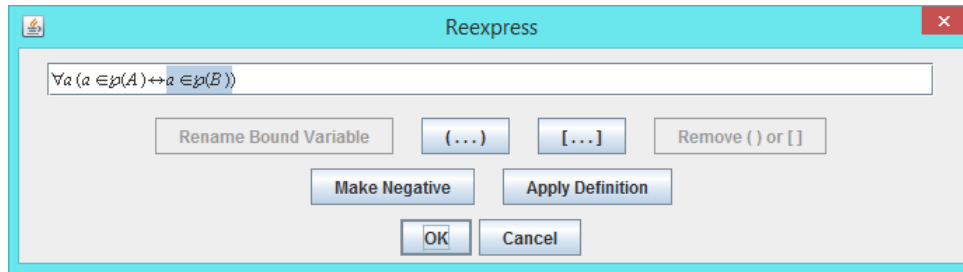 Reexpress
∀a (a ∈℘(A)↔a ∈℘(B))
Rename Bound Variable (...) [...] Remove ( ) or [ ]
Make Negative Apply Definition
OK Cancel